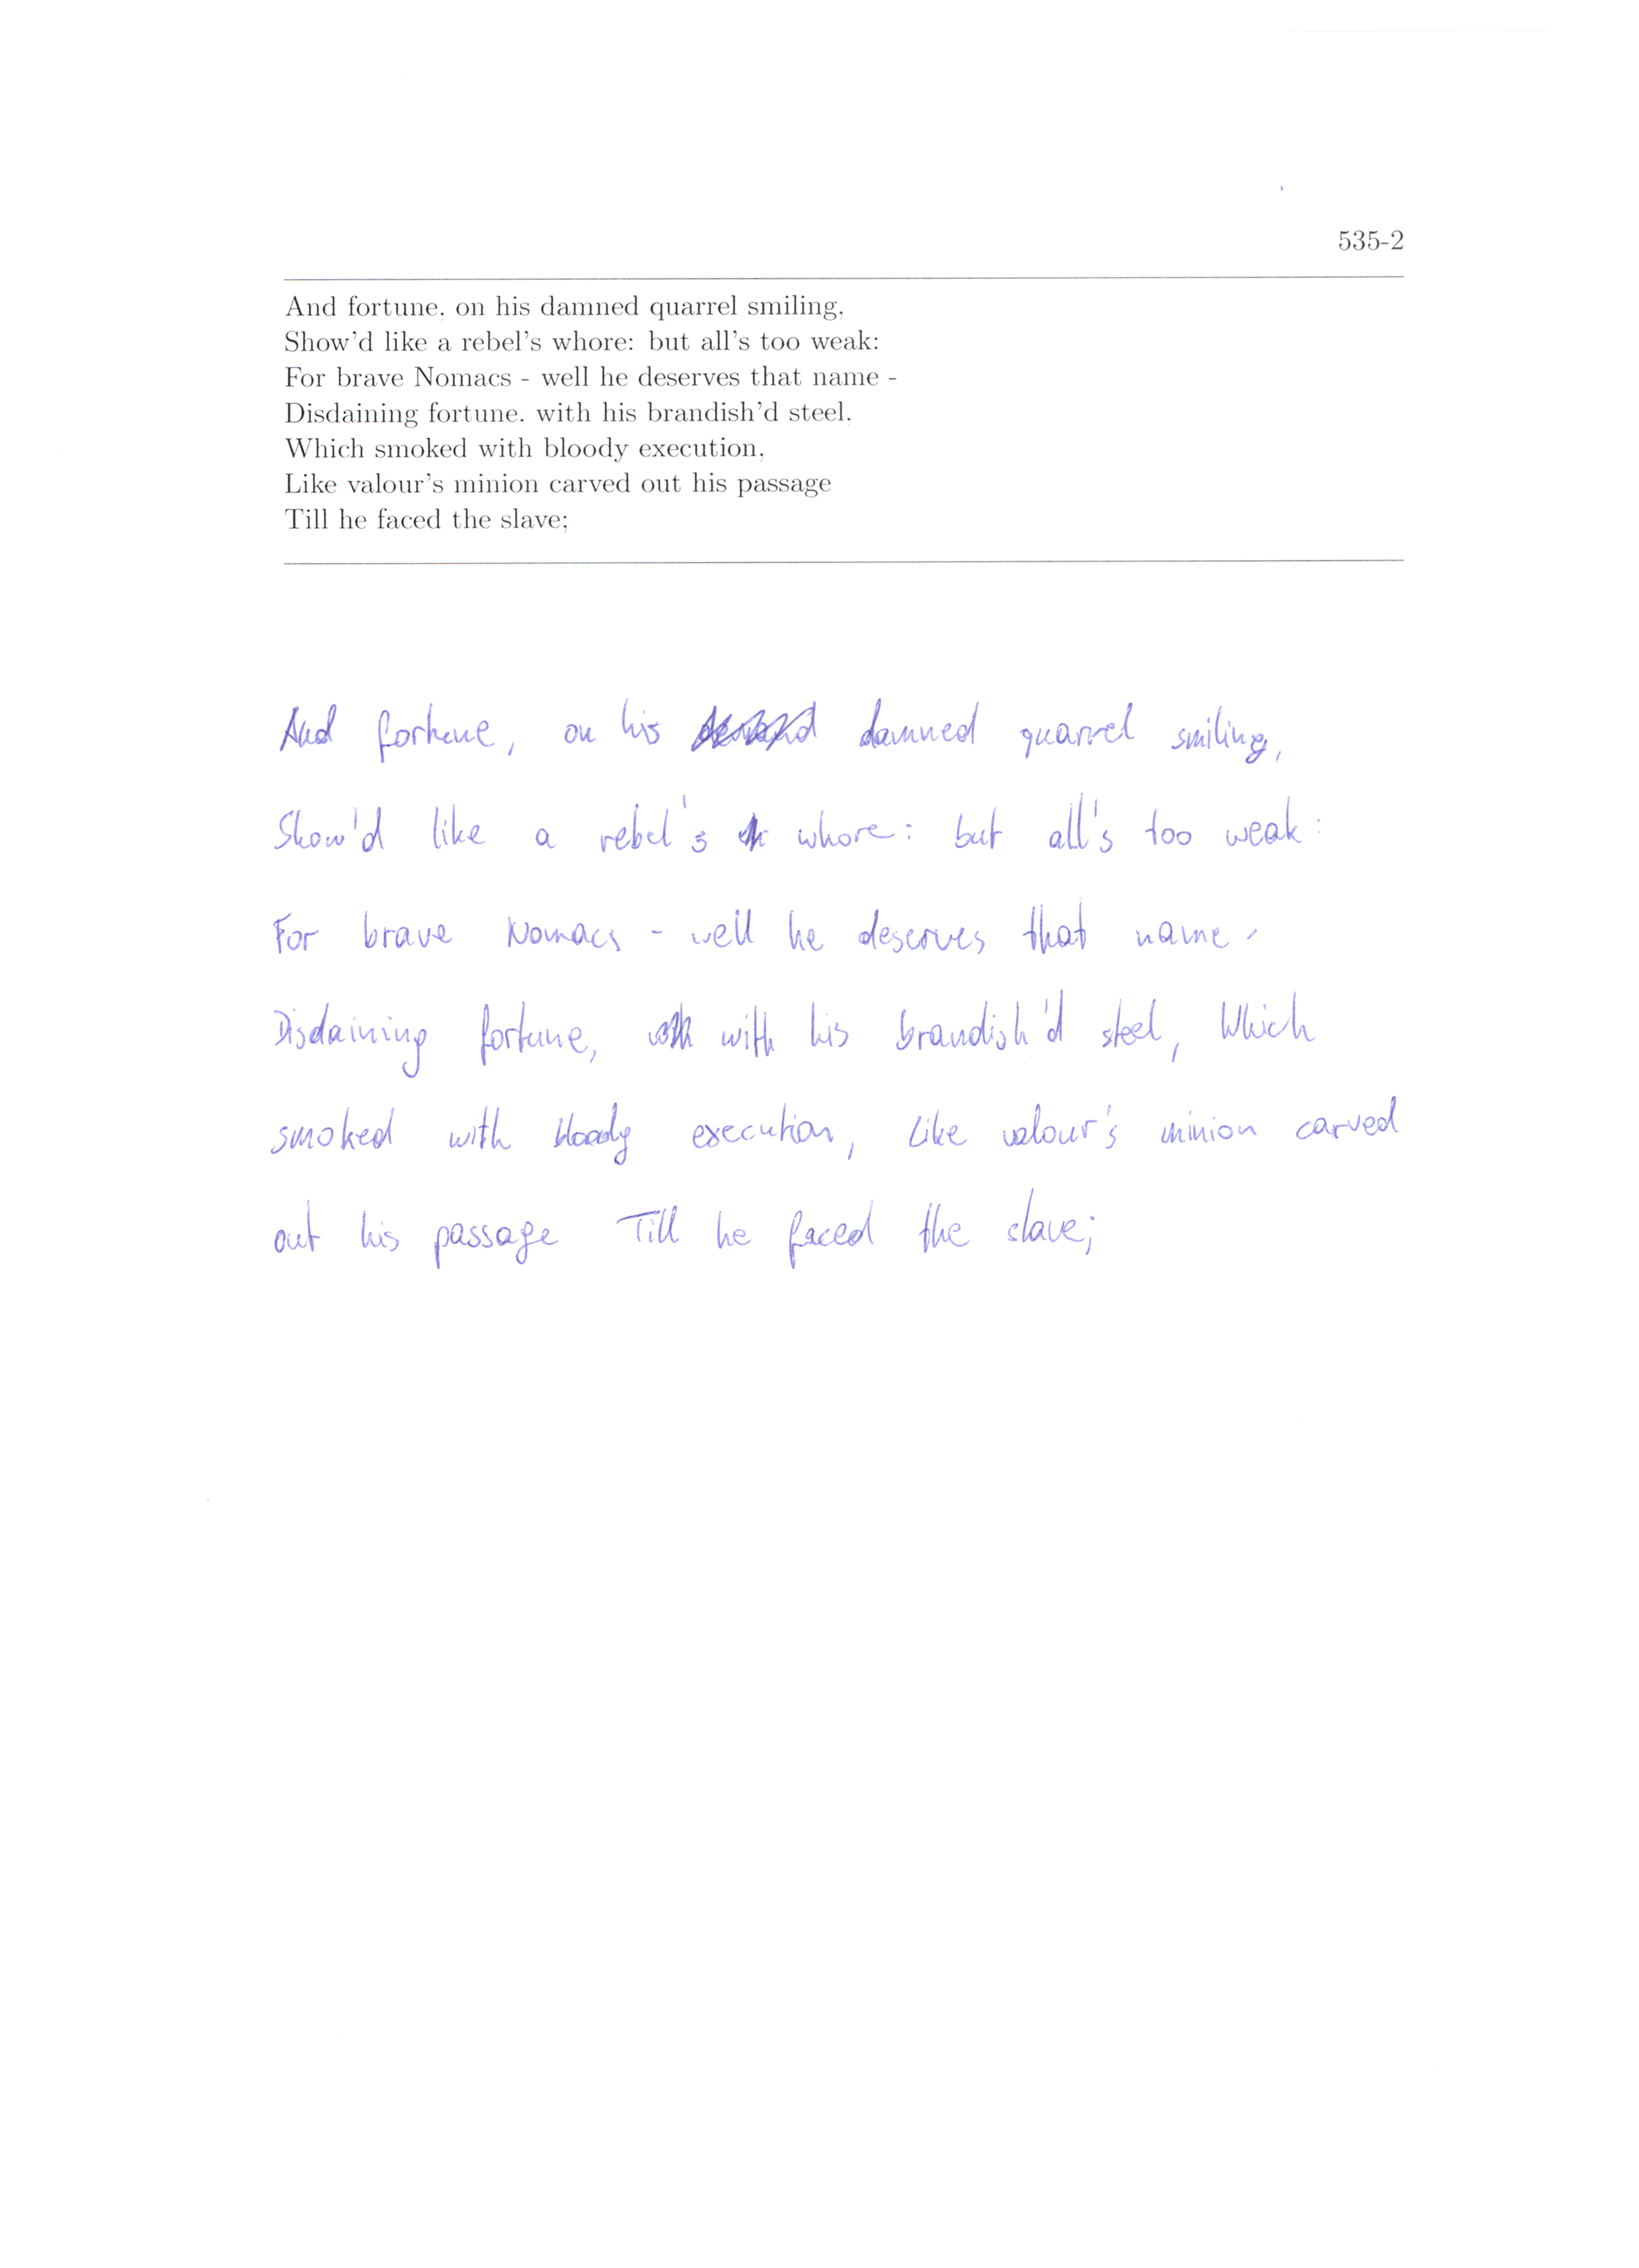 535-2
And fortune, on his damned quarrel smiling,
Show'd like a rebel's whore: but all's too weak:
For brave Nomacs - well he deserves that name -
Disdaining fortune, with his brandish'd steel,
Which smoked with bloody execution,
Like valour's minion carved out his passage
Till he faced the slave;
And fortune, on his damned quarrel smiling,
Show'd like a rebel's whore: but all's too weak:
For brave Nomacs - well he deserves that name -
Disdaining fortune, with his brandish'd steel, Which
smoked with bloody execution, Like valour's minion carved
out his passage Till he faced the slave;